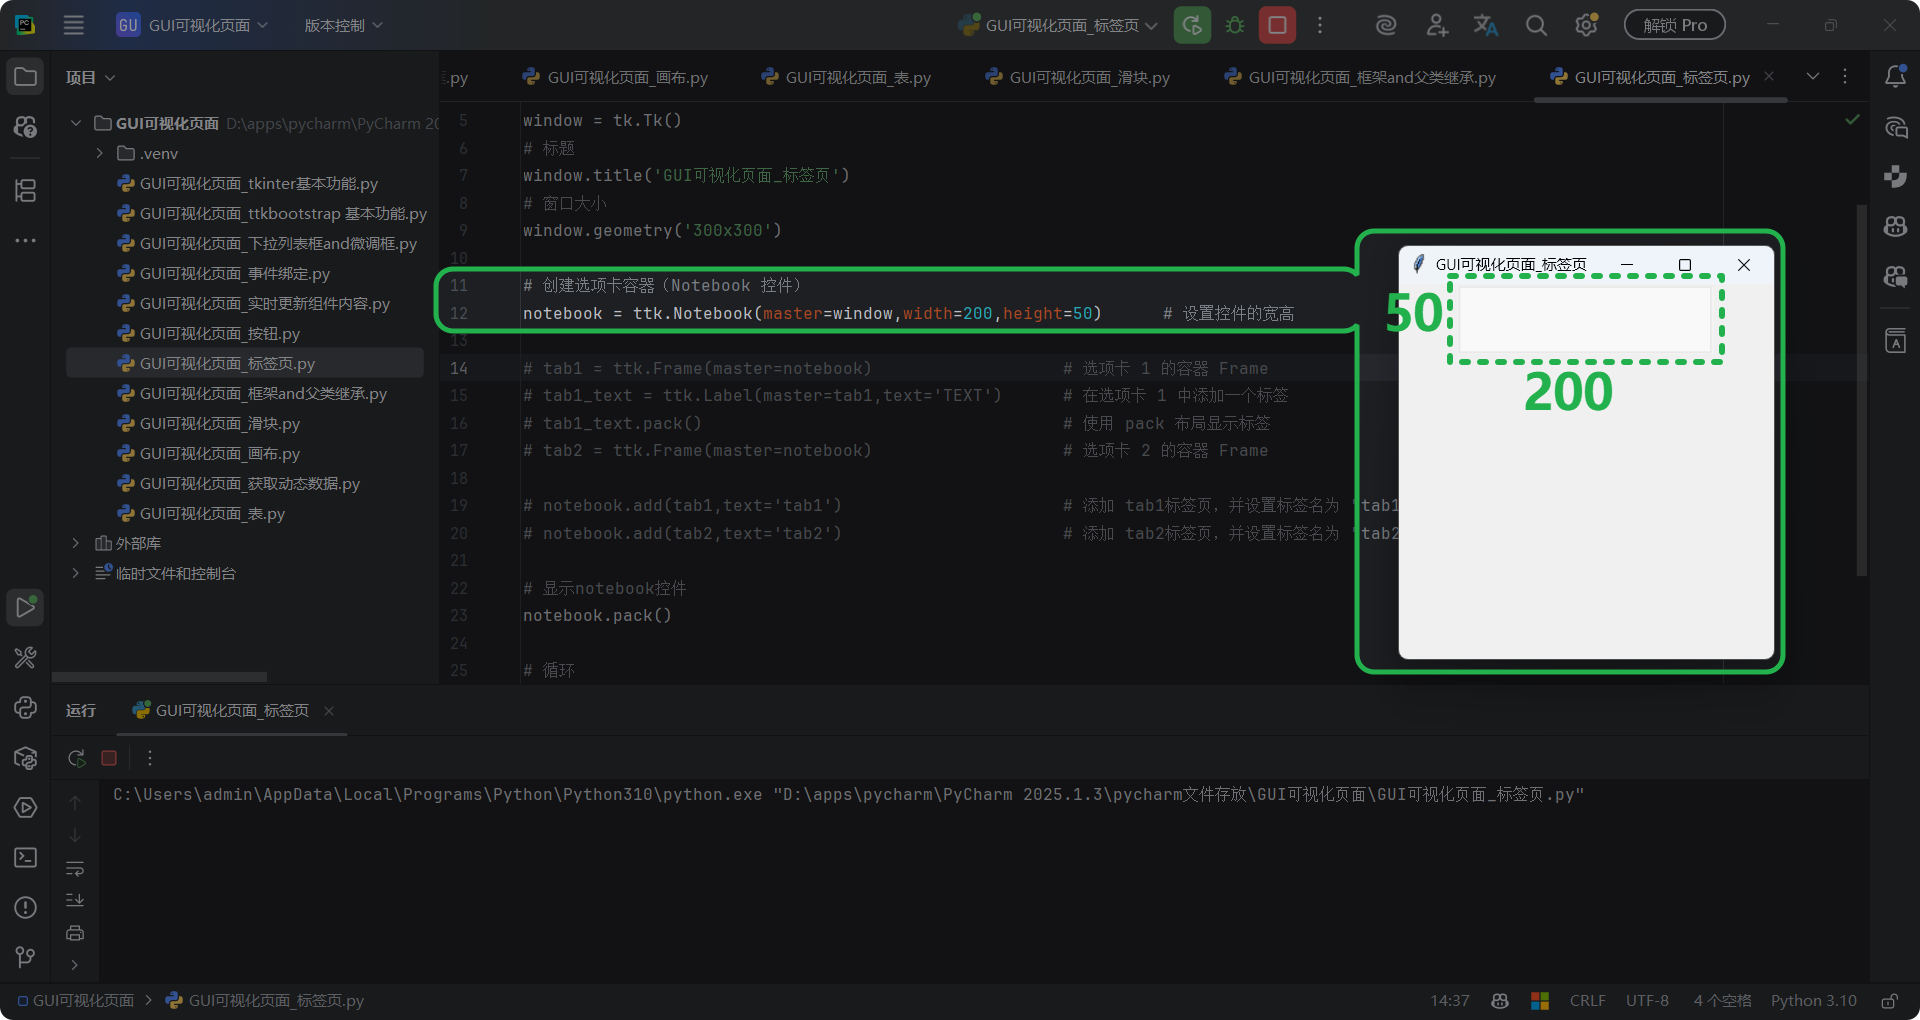 GU GUI可视化页面 版本控制 GUI可视化页面_标签页 解锁 Pro
项目
.py GUI可视化页面_画布.py GUI可视化页面_表.py GUI可视化页面_滑块.py GUI可视化页面_框架and父类继承.py GUI可视化页面_标签页.py
GUI可视化页面 D:\apps\pycharm\PyCharm 20
.venv
GUI可视化页面_tkinter基本功能.py
GUI可视化页面_ttkbootstrap 基本功能.py
GUI可视化页面_下拉列表框and微调框.py
GUI可视化页面_事件绑定.py
GUI可视化页面_实时更新组件内容.py
GUI可视化页面_按钮.py
GUI可视化页面_标签页.py
GUI可视化页面_框架and父类继承.py
GUI可视化页面_滑块.py
GUI可视化页面_画布.py
GUI可视化页面_获取动态数据.py
GUI可视化页面_表.py
外部库
临时文件和控制台
5 window = tk.Tk()
6 # 标题
7 window.title('GUI可视化页面_标签页')
8 # 窗口大小
9 window.geometry('300x300')
10
11 # 创建选项卡容器（Notebook 控件）
12 notebook = ttk.Notebook(master=window,width=200,height=50) # 设置控件的宽高
13
14 # tab1 = ttk.Frame(master=notebook) # 选项卡 1 的容器 Frame
15 # tab1_text = ttk.Label(master=tab1,text='TEXT') # 在选项卡 1 中添加一个标签
16 # tab1_text.pack() # 使用 pack 布局显示标签
17 # tab2 = ttk.Frame(master=notebook) # 选项卡 2 的容器 Frame
18
19 # notebook.add(tab1,text='tab1') # 添加 tab1标签页，并设置标签名为 'tab1
20 # notebook.add(tab2,text='tab2') # 添加 tab2标签页，并设置标签名为 'tab2
21
22 # 显示notebook控件
23 notebook.pack()
24
25 # 循环
GUI可视化页面_标签页
50
200
运行 GUI可视化页面_标签页
C:\Users\admin\AppData\Local\Programs\Python\Python310\python.exe "D:\apps\pycharm\PyCharm 2025.1.3\pycharm文件存放\GUI可视化页面\GUI可视化页面_标签页.py"
GUI可视化页面 GUI可视化页面_标签页.py 14:37 CRLF UTF-8 4 个空格 Python 3.10